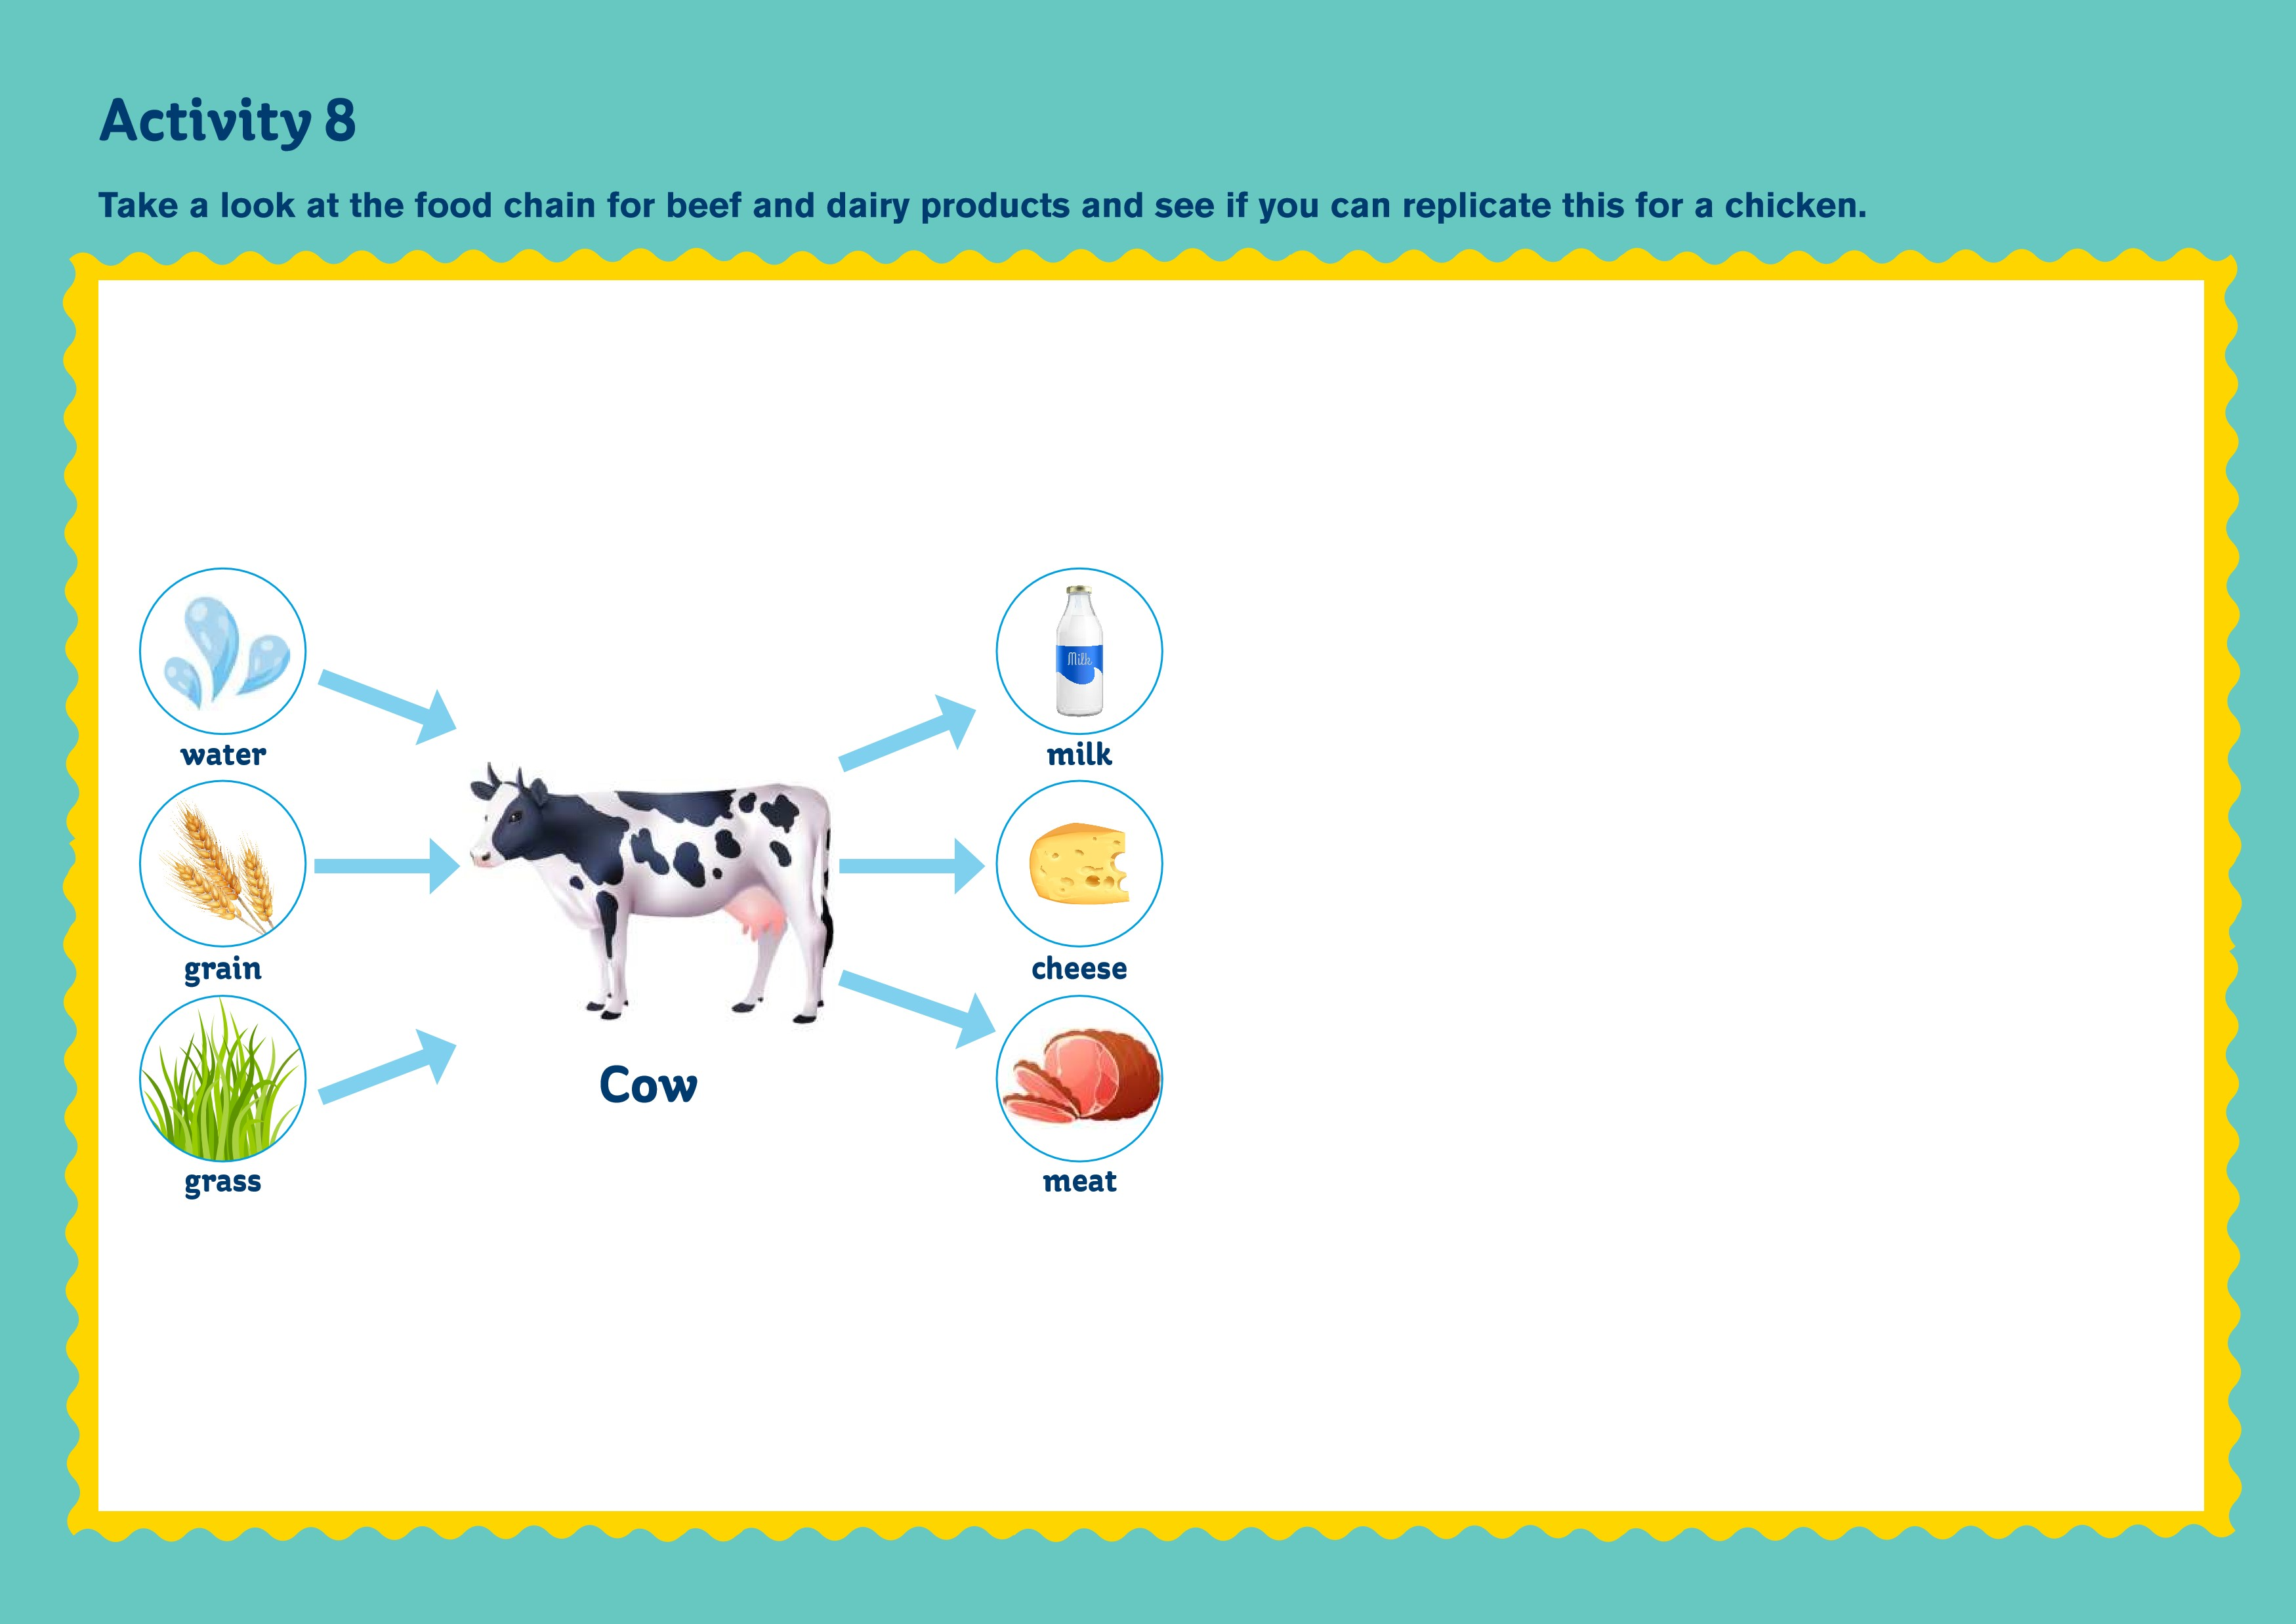 Activity 8
Take a look at the food chain for beef and dairy products and see if you can replicate this for a chicken.
water
grain
grass
Cow
Milk
milk
cheese
meat